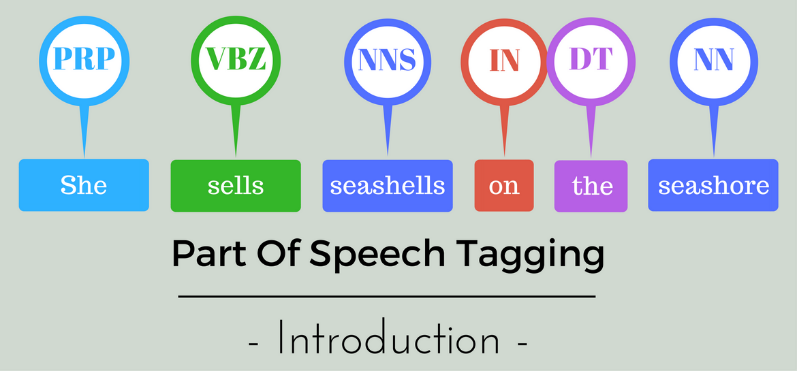 PRP VBZ NNS IN DT NN
She sells seashells on the seashore
Part Of Speech Tagging
- Introduction -